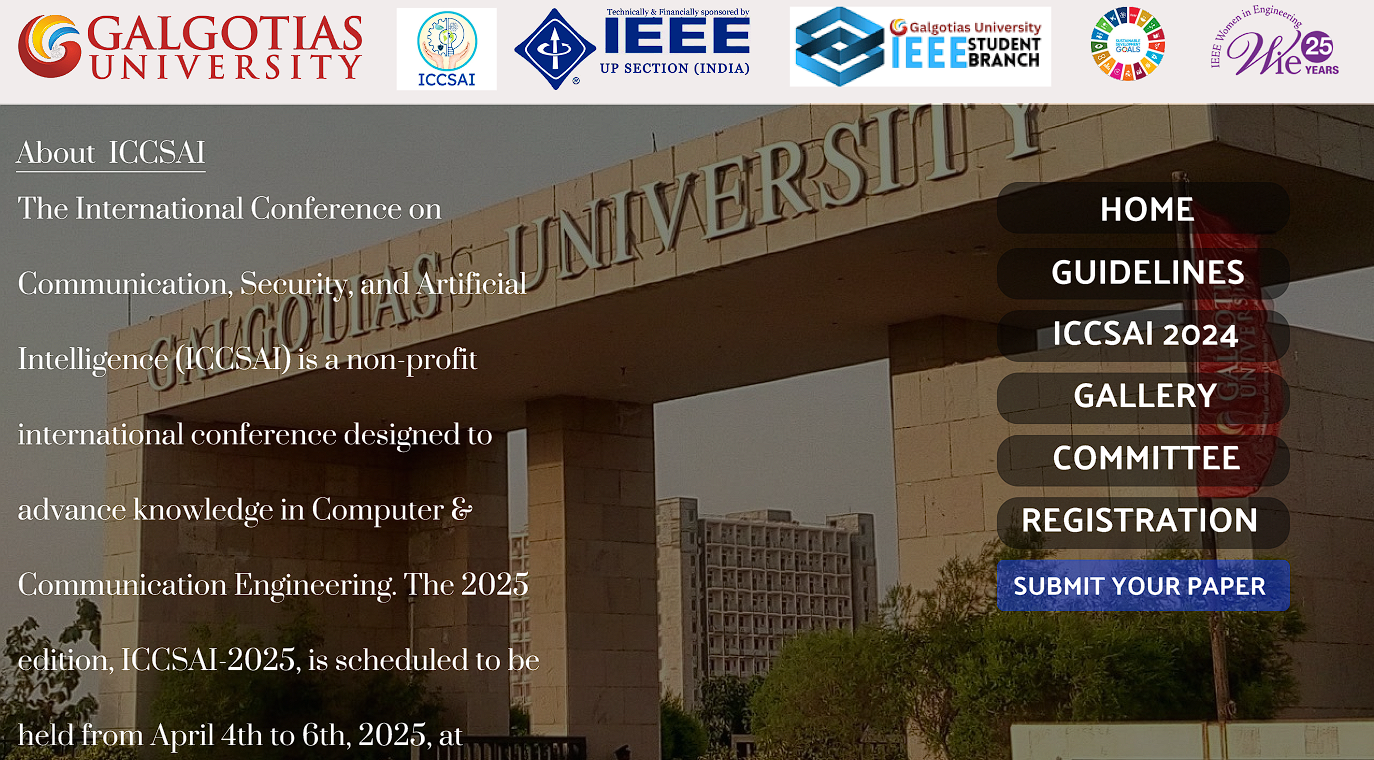 GALGOTIAS
UNIVERSITY
ICCSAI
Technically & Financially sponsored by
IEEE
UP SECTION (INDIA)
®
Galgotias University
IEEE STUDENT
BRANCH
SUSTAINABLE
DEVELOPMENT
GOALS
IEEE Women in Engineering
WIE 25
YEARS
About ICCSAI
The International Conference on
Communication, Security, and Artificial
Intelligence (ICCSAI) is a non-profit
international conference designed to
advance knowledge in Computer &
Communication Engineering. The 2025
edition, ICCSAI-2025, is scheduled to be
held from April 4th to 6th, 2025, at
GALGOTIAS UNIVERSITY
HOME
GUIDELINES
ICCSAI 2024
GALLERY
COMMITTEE
REGISTRATION
SUBMIT YOUR PAPER
GALGOTIAS
UNIVERSITY